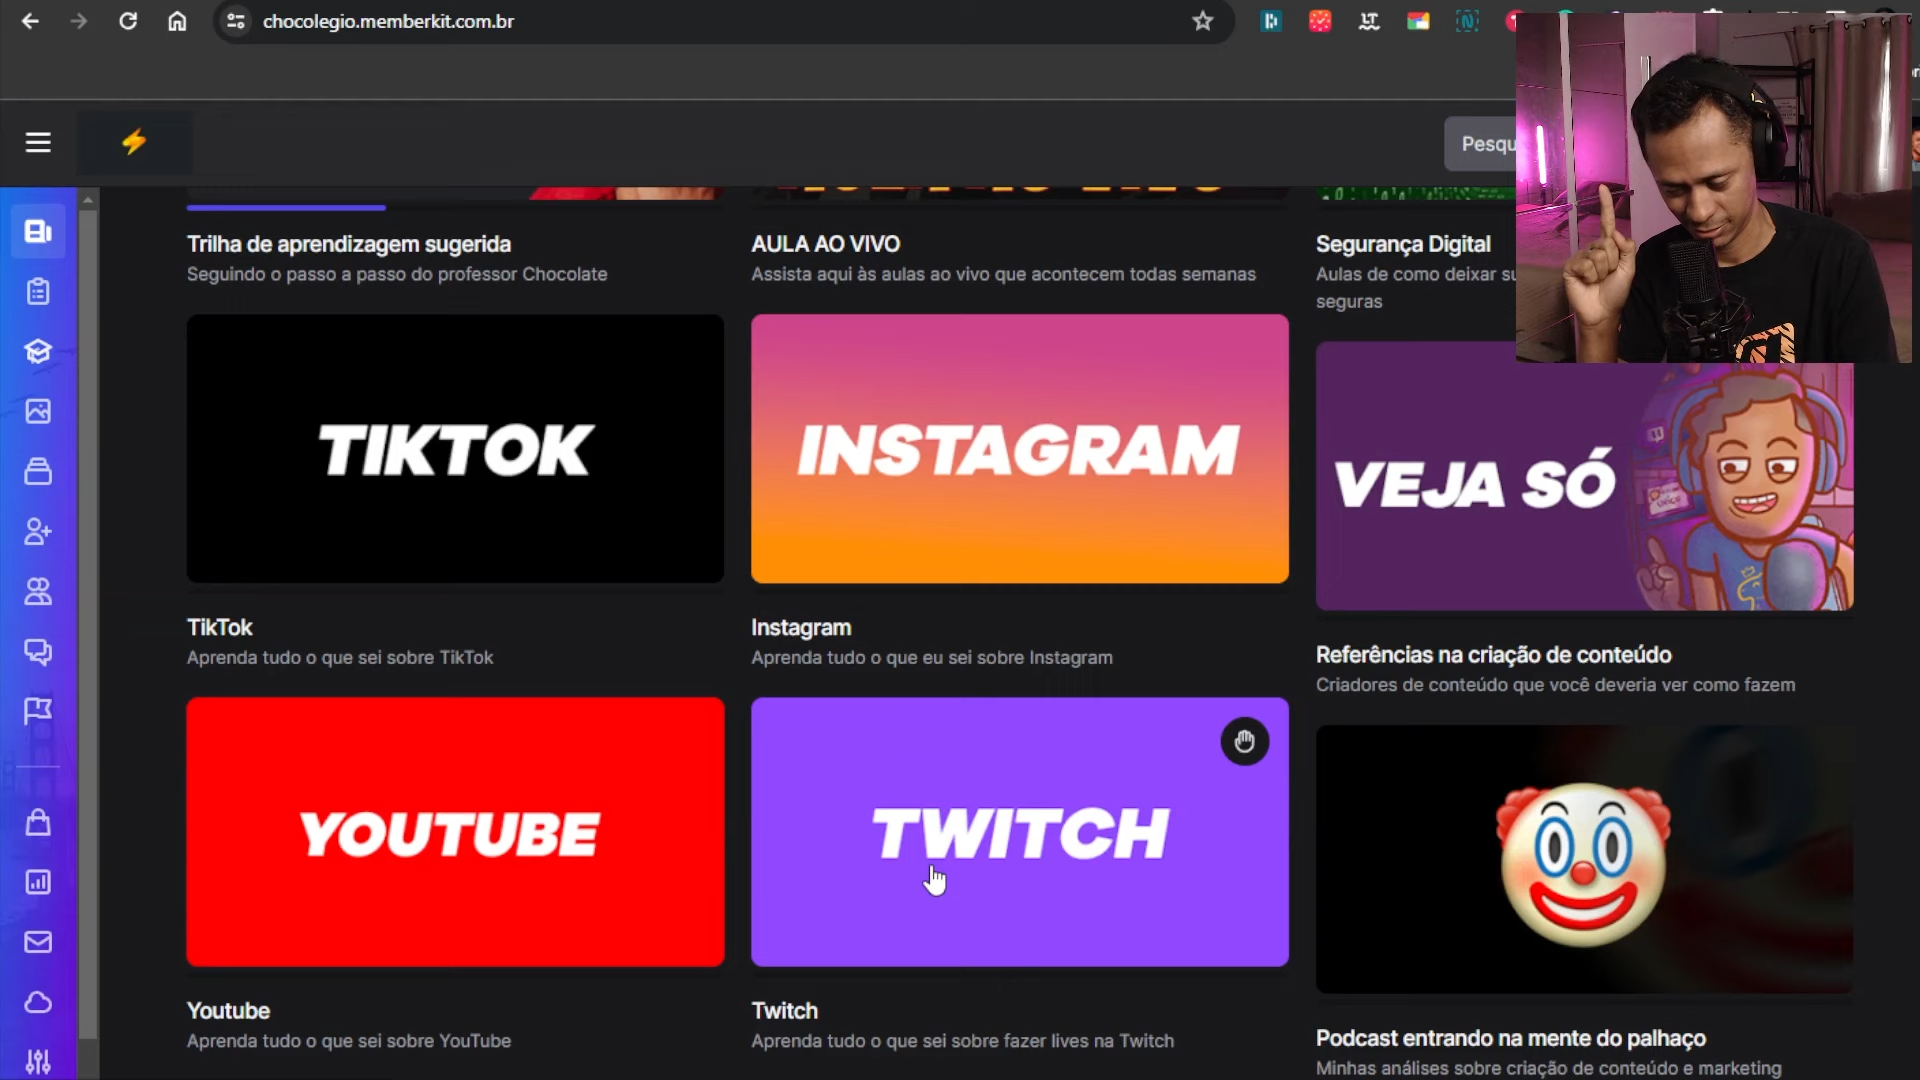 chocolegio.memberkit.com.br
Pesqu
Trilha de aprendizagem sugerida
Seguindo o passo a passo do professor Chocolate
AULA AO VIVO
Assista aqui às aulas ao vivo que acontecem todas semanas
Segurança Digital
Aulas de como deixar su
seguras
TIKTOK
INSTAGRAM
VEJA SÓ
TikTok
Aprenda tudo o que sei sobre TikTok
Instagram
Aprenda tudo o que eu sei sobre Instagram
Referências na criação de conteúdo
Criadores de conteúdo que você deveria ver como fazem
YOUTUBE
TWITCH
Youtube
Aprenda tudo o que sei sobre YouTube
Twitch
Aprenda tudo o que sei sobre fazer lives na Twitch
Podcast entrando na mente do palhaço
Minhas análises sobre criação de conteúdo e marketing